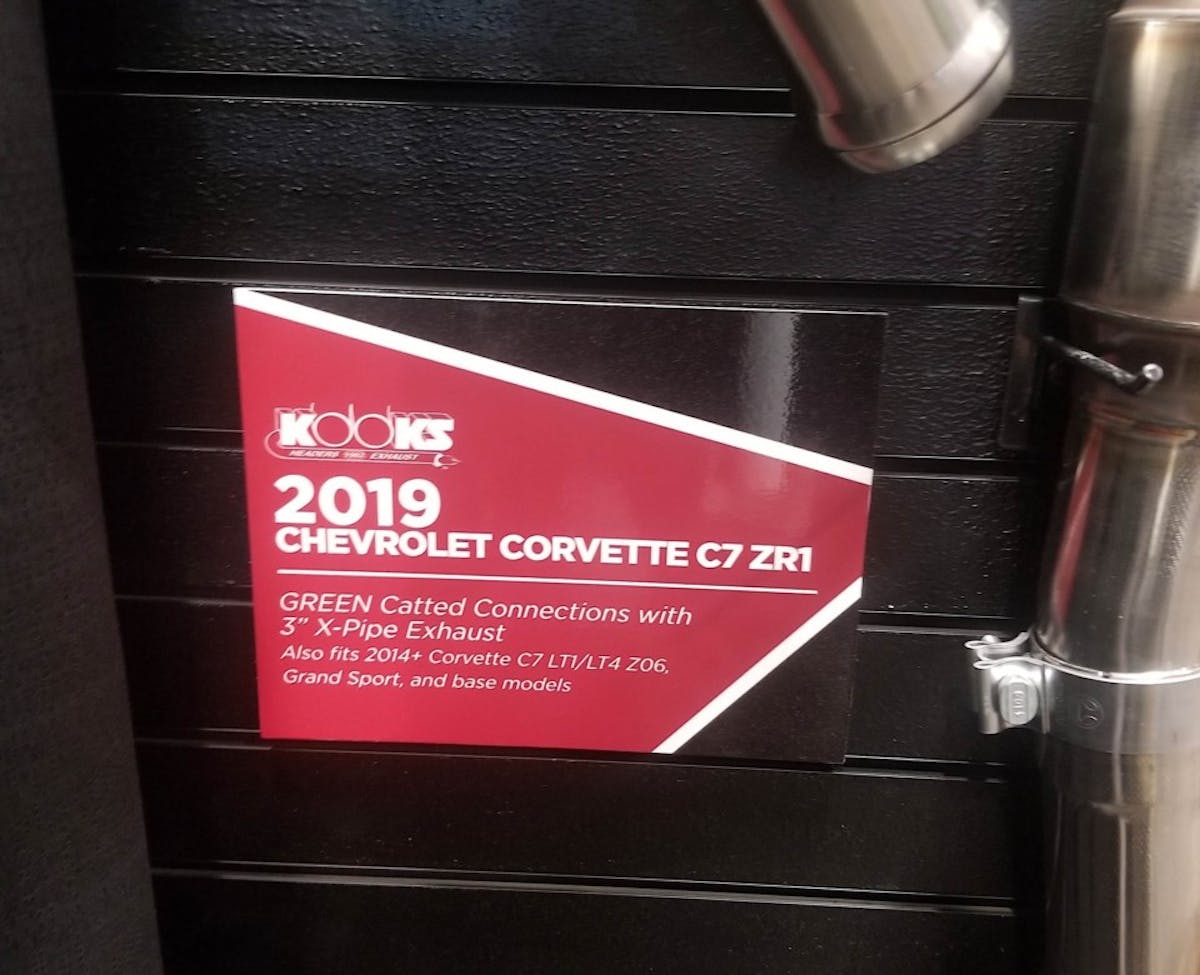 KOOKS
HEADERS 1962 EXHAUST
2019
CHEVROLET CORVETTE C7 ZR1
GREEN Catted Connections with
3” X-Pipe Exhaust
Also fits 2014+ Corvette C7 LT1/LT4 Z06,
Grand Sport, and base models